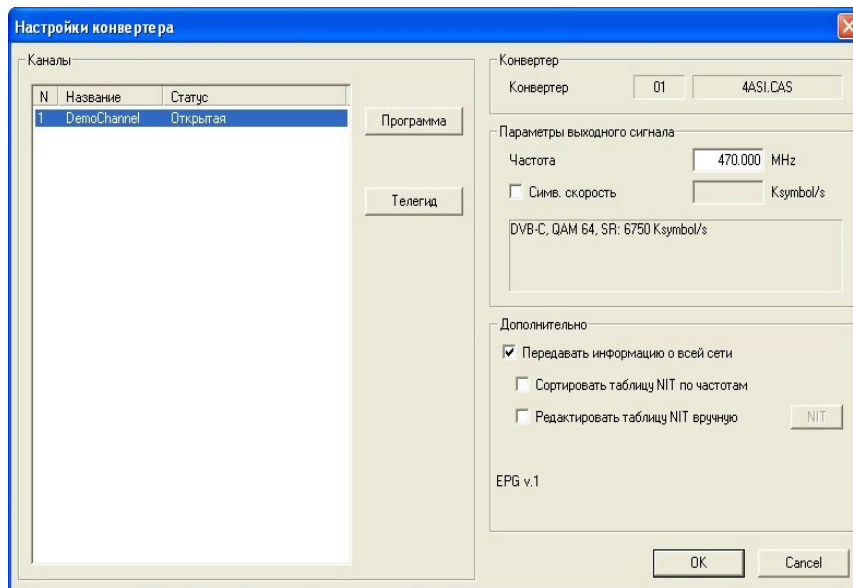 Настройки конвертера
Каналы
N Название Статус
1 DemoChannel Открытая
Программа
Телегид
Конвертер
Конвертер 01 4ASI.CAS
Параметры выходного сигнала
Частота 470.000 MHz
Симв. скорость Ksymbol/s
DVB-C, QAM 64, SR: 6750 Ksymbol/s
Дополнительно
Передавать информацию о всей сети
Сортировать таблицу NIT по частотам
Редактировать таблицу NIT вручную NIT
EPG v.1
OK Cancel